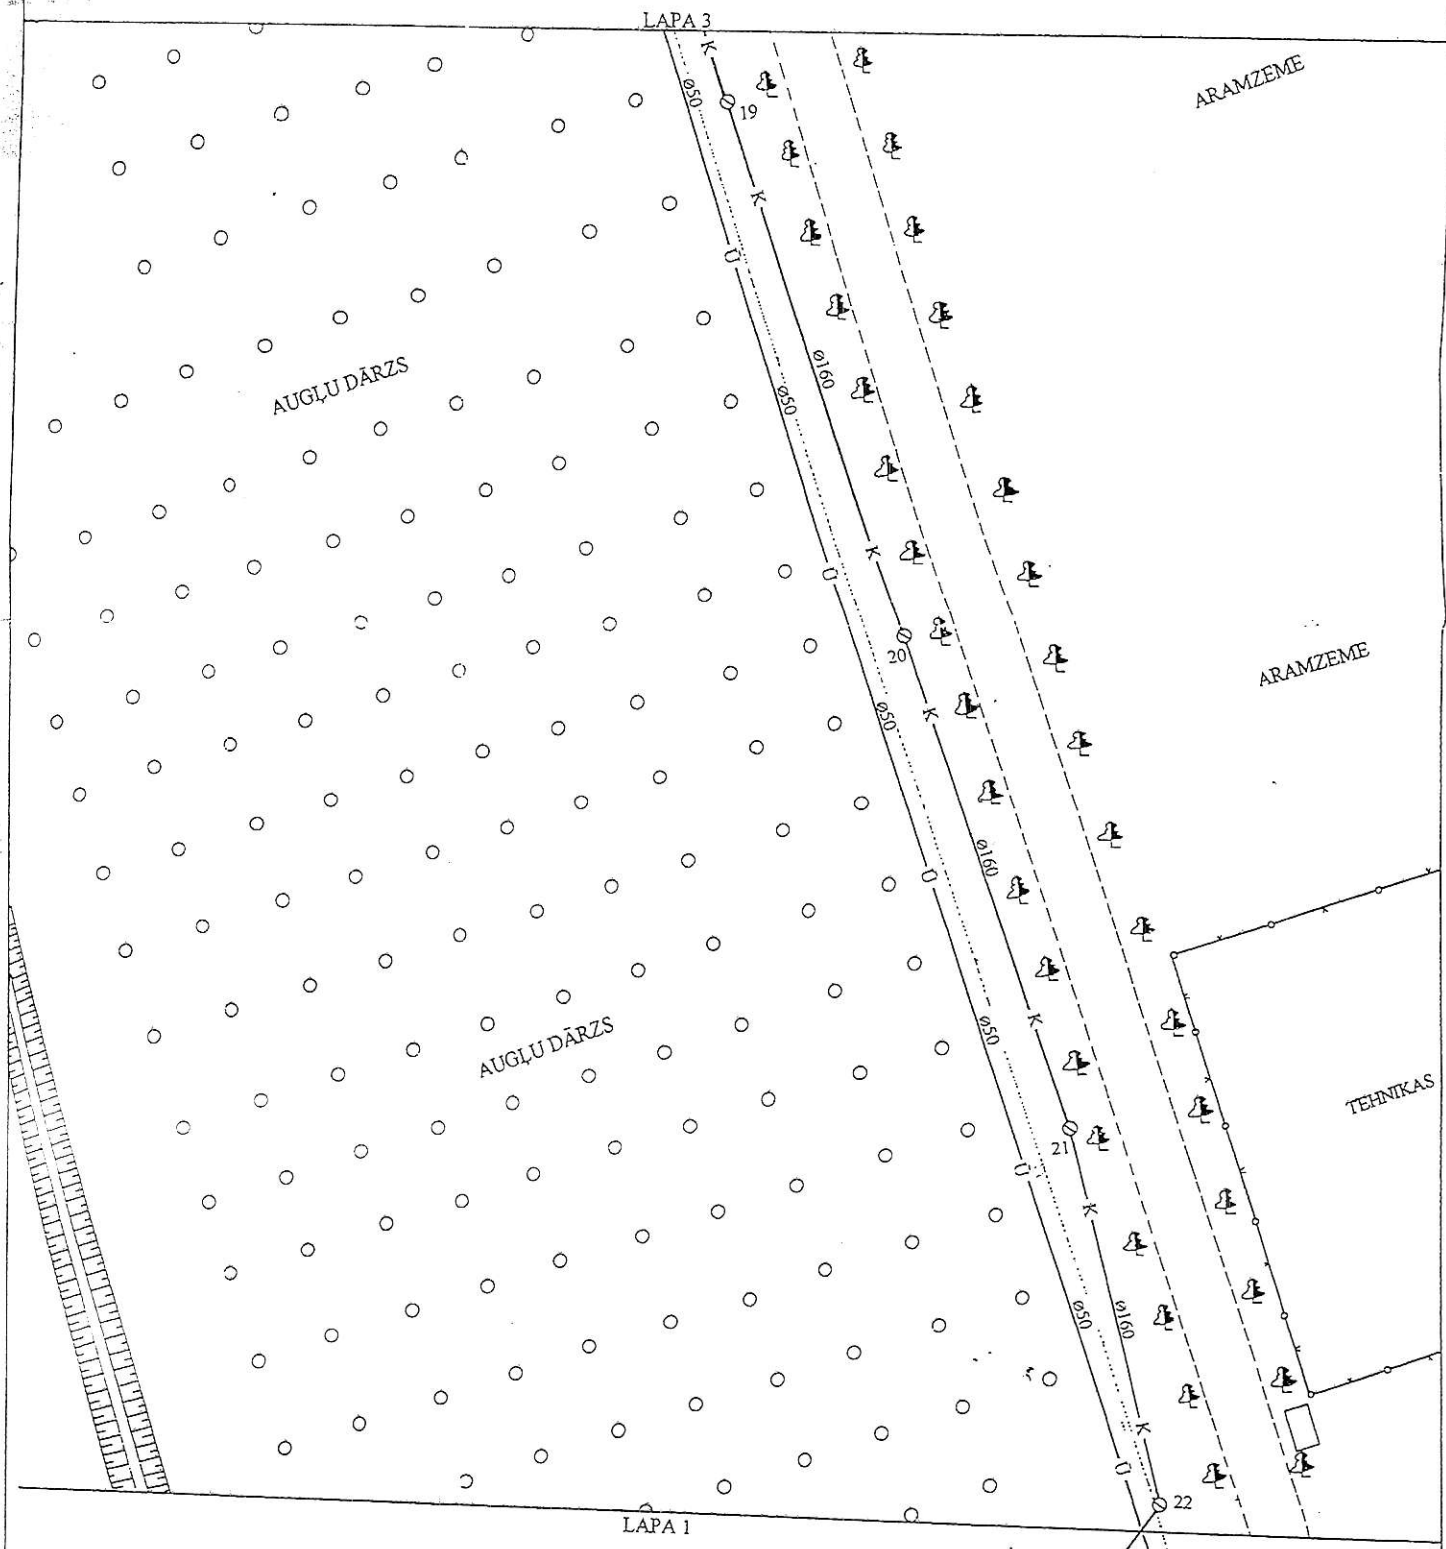 LAPA 3
K
ø50
19
ARAMZEME
K
Ū
ø160
ø50
AUGĻU DĀRZS
K
Ū
20
ARAMZEME
ø50
K
ø160
Ū
ø50
K
AUGĻU DĀRZS
TEHNIKAS
21
Ū
K
ø50
ø160
K
Ū
22
LAPA 1